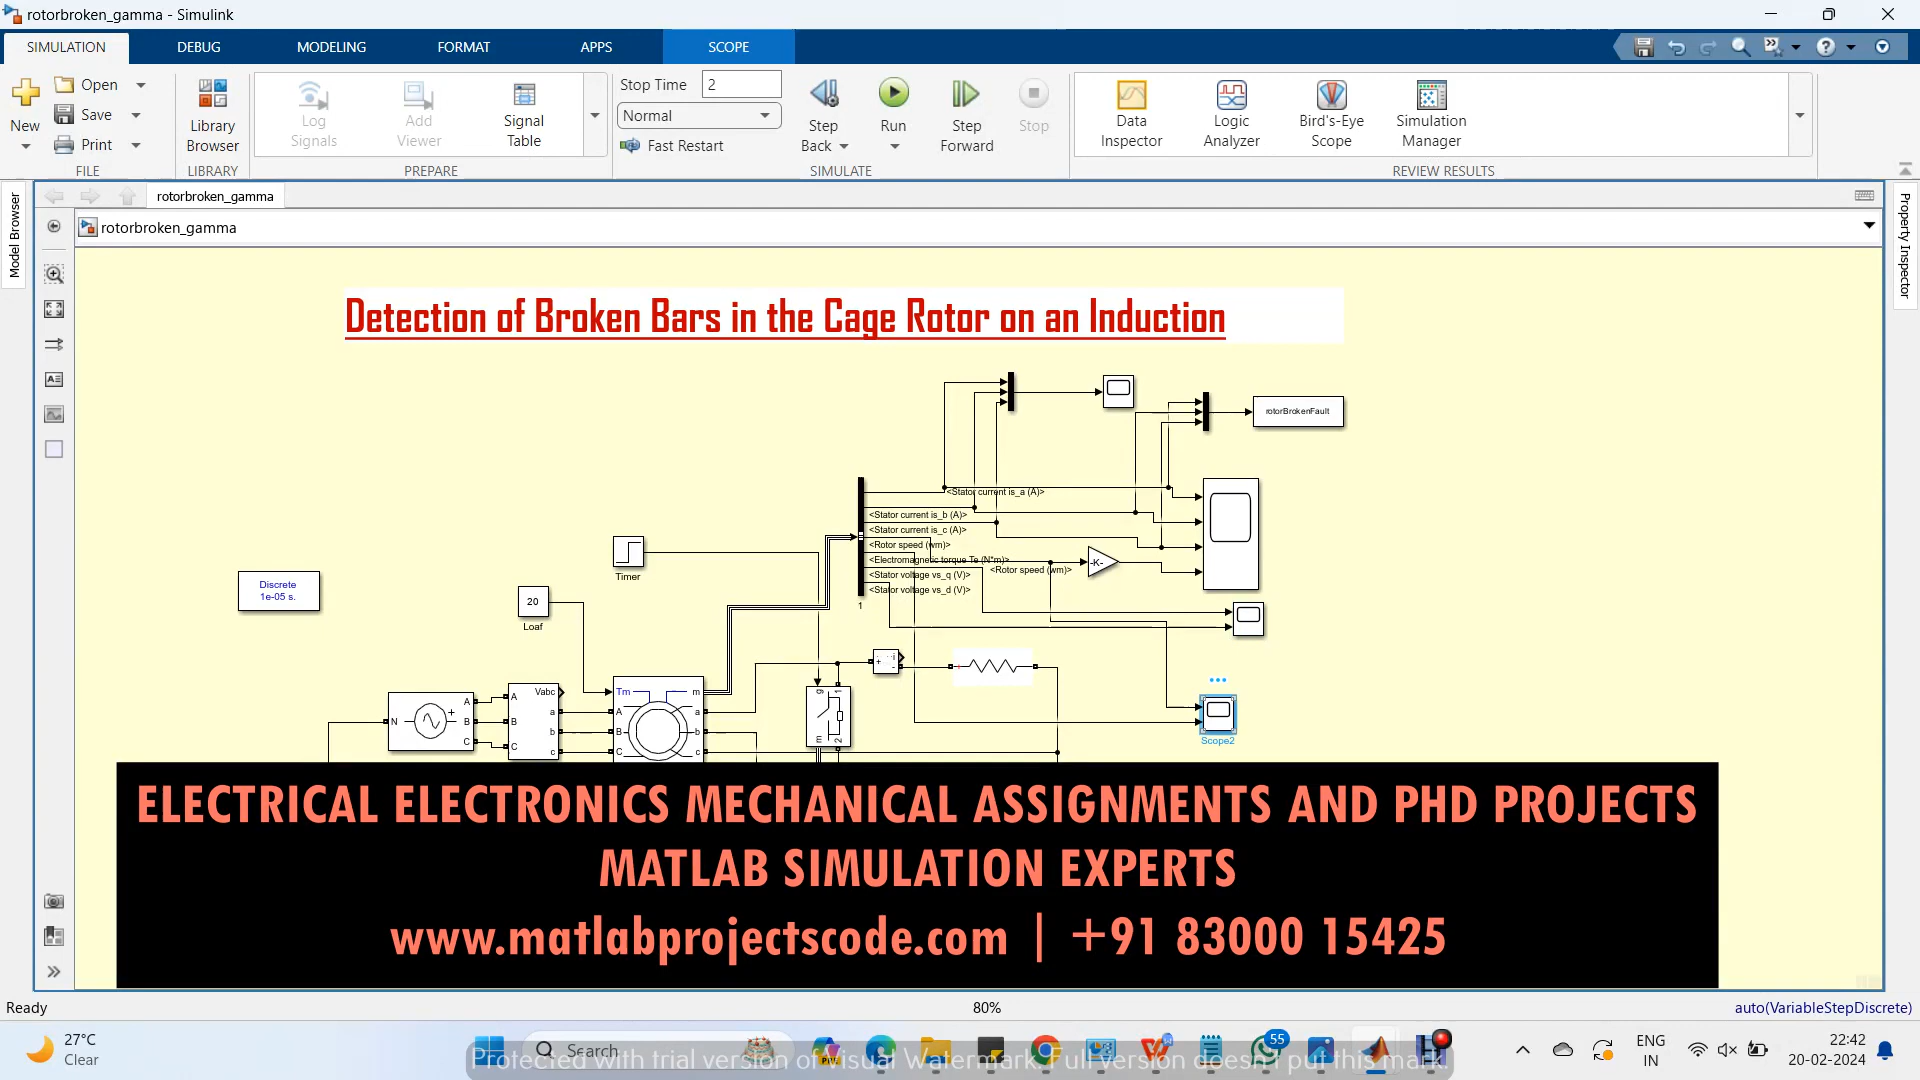 rotorbroken_gamma - Simulink
SIMULATION DEBUG MODELING FORMAT APPS SCOPE
New
Open
Save
Print
FILE
Library Browser
LIBRARY
Log Signals
Add Viewer
Signal Table
PREPARE
Stop Time 2
Normal
Fast Restart
Step Back
Run
Step Forward
Stop
SIMULATE
Data Inspector
Logic Analyzer
Bird's-Eye Scope
Simulation Manager
REVIEW RESULTS
Model Browser
rotorbroken_gamma
rotorbroken_gamma
Property Inspector
Detection of Broken Bars in the Cage Rotor on an Induction
rotorBrokenFault
<Stator current is_a (A)>
<Stator current is_b (A)>
<Stator current is_c (A)>
<Rotor speed (wm)>
<Electromagnetic torque Te (N*m)>
<Rotor speed (wm)>
<Stator voltage vs_q (V)>
<Stator voltage vs_d (V)>
1
-K-
Timer
Discrete
1e-05 s.
20
Loaf
Vabc
A
B
C
a
b
c
N
A
B
C
Tm
m
A
B
C
a
b
c
g
1
m
2
+
-
i
Scope2
ELECTRICAL ELECTRONICS MECHANICAL ASSIGNMENTS AND PHD PROJECTS
MATLAB SIMULATION EXPERTS
www.matlabprojectscode.com | +91 83000 15425
Ready
80%
auto(VariableStepDiscrete)
27°C
Clear
Search
55
ENG
IN
22:42
20-02-2024
Protected with trial version of Visual Watermark. Full version doesn't put this mark.